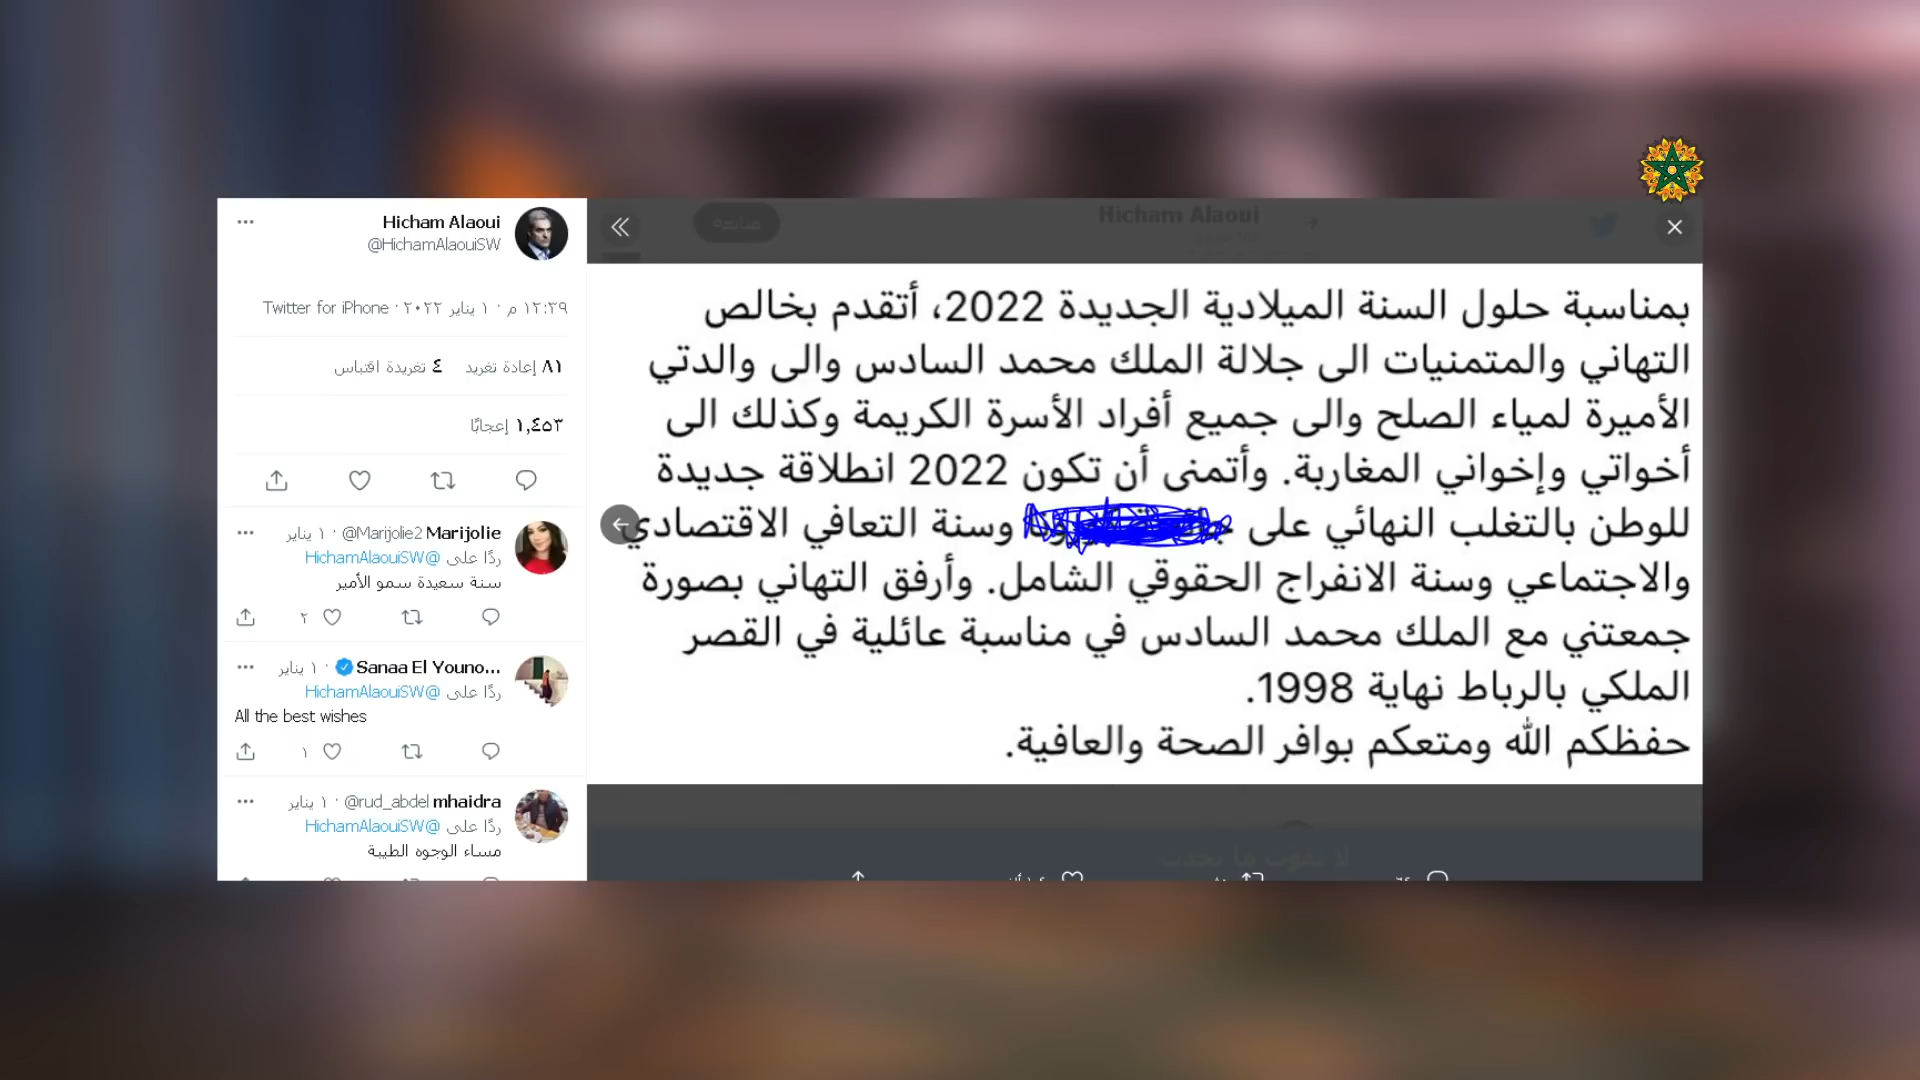 Hicham Alaoui
@HichamAlaouiSW
١٢:٣٩ م · ١ يناير ٢٠٢٢ · Twitter for iPhone
٨١ إعادة تغريد ٤ تغريدة اقتباس
١,٤٥٣ إعجابًا
Marijolie @Marijolie2 · ١ يناير
ردًا على @HichamAlaouiSW
سنة سعيدة سمو الأمير
٢
Sanaa El Youno... · ١ يناير
ردًا على @HichamAlaouiSW
All the best wishes
١
mhaidra @rud_abdel · ١ يناير
ردًا على @HichamAlaouiSW
مساء الوجوه الطيبة
Hicham Alaoui
متابعة
بمناسبة حلول السنة الميلادية الجديدة 2022، أتقدم بخالص
التهاني والمتمنيات الى جلالة الملك محمد السادس والى والدتي
الأميرة لمياء الصلح والى جميع أفراد الأسرة الكريمة وكذلك الى
أخواتي وإخواني المغاربة. وأتمنى أن تكون 2022 انطلاقة جديدة
للوطن بالتغلب النهائي على وسنة التعافي الاقتصادي
والاجتماعي وسنة الانفراج الحقوقي الشامل. وأرفق التهاني بصورة
جمعتني مع الملك محمد السادس في مناسبة عائلية في القصر
الملكي بالرباط نهاية 1998.
حفظكم الله ومتعكم بوافر الصحة والعافية.
لا تفوّت ما يحدث